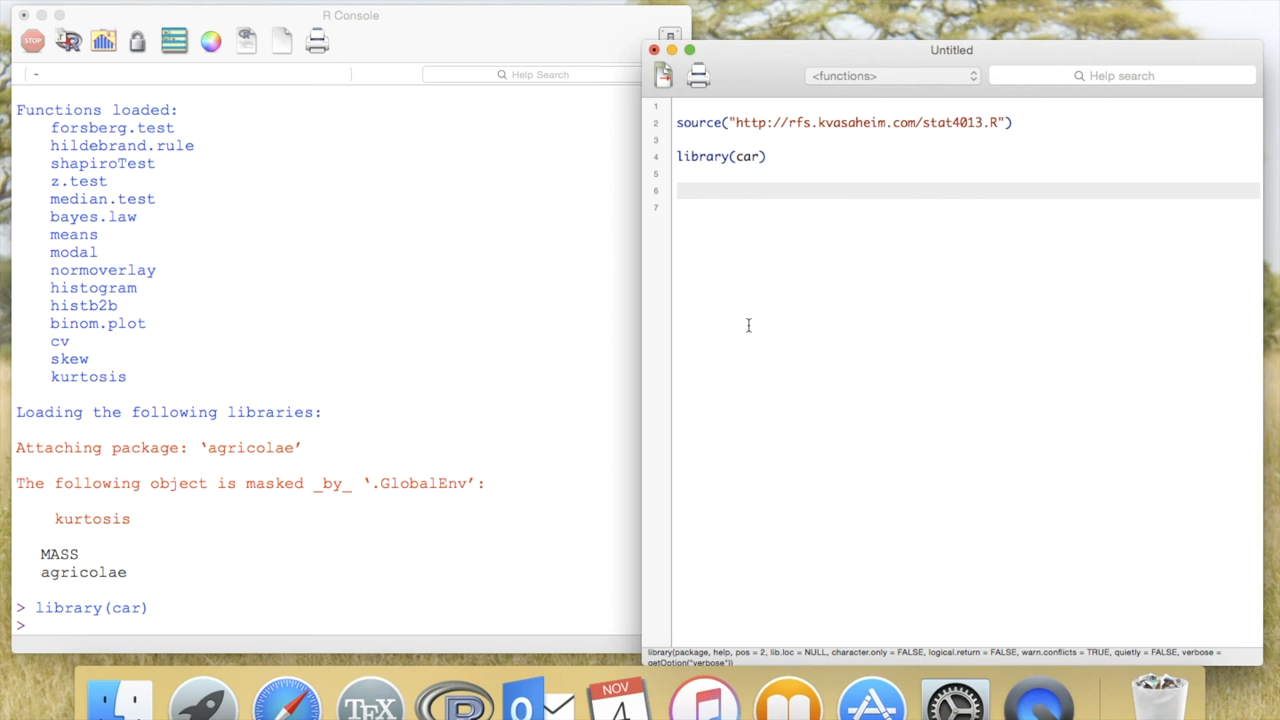 R Console
STOP
R
-
Help Search
Functions loaded:
forsberg.test
hildebrand.rule
shapiroTest
z.test
median.test
bayes.law
means
modal
normoverlay
histogram
histb2b
binom.plot
cv
skew
kurtosis
Loading the following libraries:
Attaching package: ‘agricolae’
The following object is masked _by_ ‘.GlobalEnv’:
kurtosis
MASS
agricolae
> library(car)
>
Untitled
<functions>
Help search
1
2 source("http://rfs.kvasaheim.com/stat4013.R")
3
4 library(car)
5
6
7
library(package, help, pos = 2, lib.loc = NULL, character.only = FALSE, logical.return = FALSE, warn.conflicts = TRUE, quietly = FALSE, verbose =
getOption("verbose"))
TEX
R
O
NOV
4